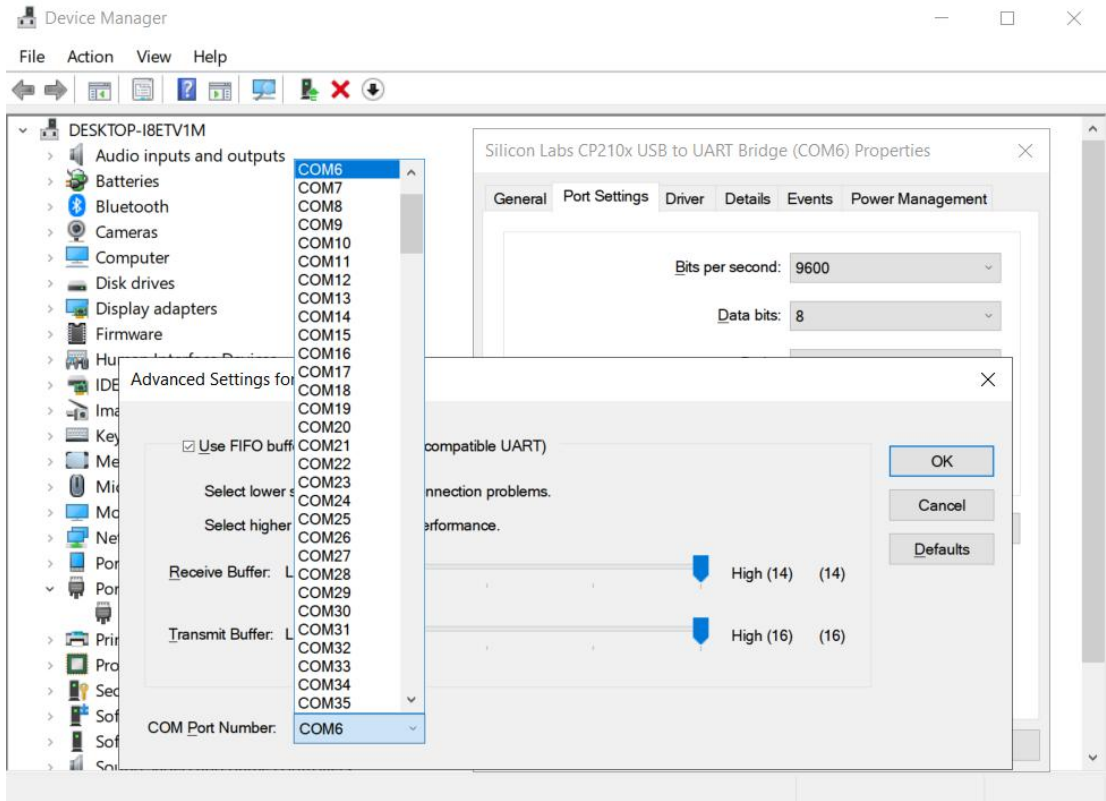 Device Manager
File Action View Help
DESKTOP-I8ETV1M
Audio inputs and outputs
Batteries
Bluetooth
Cameras
Computer
Disk drives
Display adapters
Firmware
IDE
Silicon Labs CP210x USB to UART Bridge (COM6) Properties
General Port Settings Driver Details Events Power Management
Bits per second: 9600
Data bits: 8
Advanced Settings for
Use FIFO buff compatible UART)
Select lower s nnection problems.
Select higher erformance.
Receive Buffer: L High (14) (14)
Transmit Buffer: L High (16) (16)
COM Port Number: COM6
OK
Cancel
Defaults
COM6
COM7
COM8
COM9
COM10
COM11
COM12
COM13
COM14
COM15
COM16
COM17
COM18
COM19
COM20
COM21
COM22
COM23
COM24
COM25
COM26
COM27
COM28
COM29
COM30
COM31
COM32
COM33
COM34
COM35